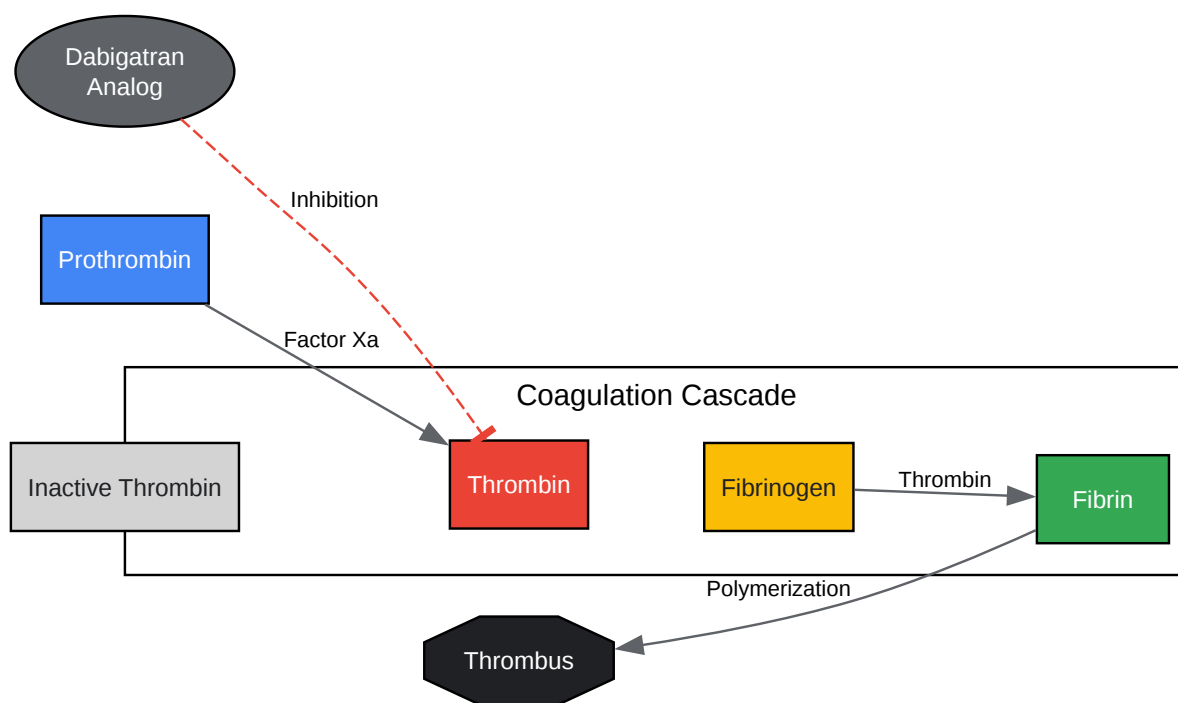 Dabigatran
Analog
Inhibition
Prothrombin
Factor Xa
Coagulation Cascade
Inactive Thrombin
Thrombin
Fibrinogen
Thrombin
Fibrin
Polymerization
Thrombus